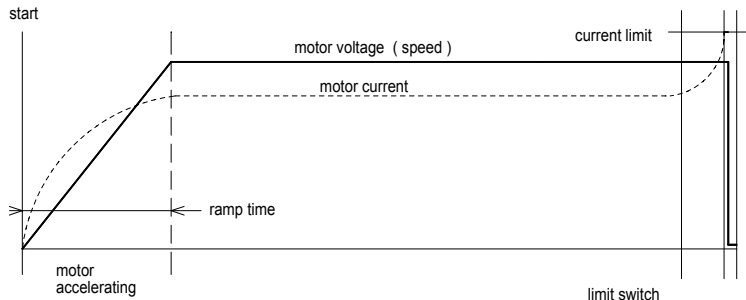 start
current limit
motor voltage ( speed )
motor current
ramp time
motor
accelerating
limit switch